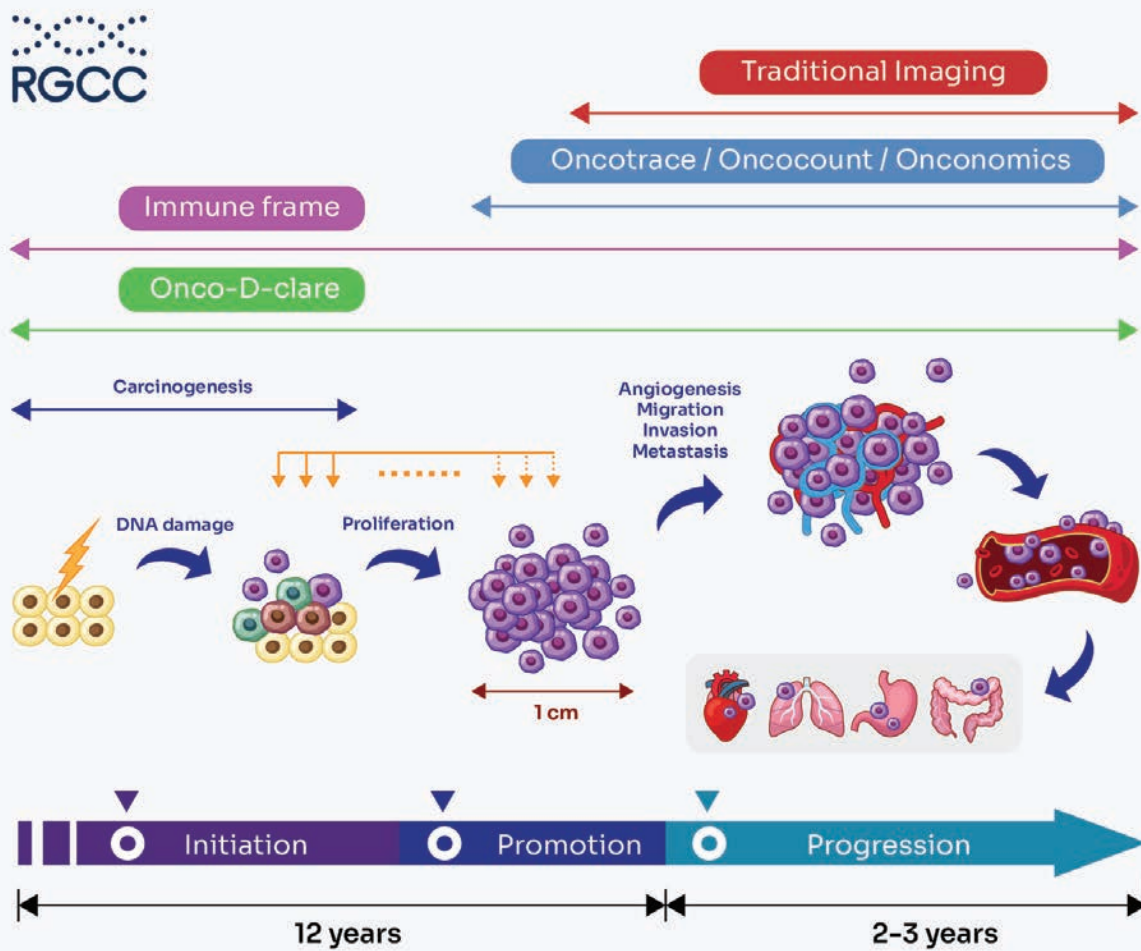 RGCC
Traditional Imaging
Oncotrace / Oncocount / Onconomics
Immune frame
Onco-D-clare
Carcinogenesis
Angiogenesis
Migration
Invasion
Metastasis
DNA damage
Proliferation
1 cm
Initiation
Promotion
Progression
12 years
2-3 years